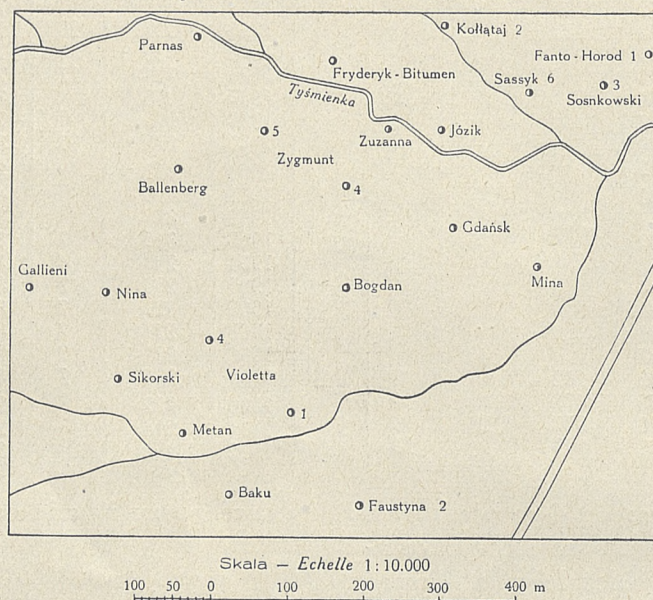 Kołłątaj 2
Parnas
Fanto - Horod 1
Fryderyk - Bitumen
Sassyk 6
3
Sosnkowski
Tyśmienka
5
Zuzanna
Józik
Zygmunt
Ballenberg
4
Gdańsk
Gallieni
Mina
Nina
Bogdan
4
Sikorski
Violetta
1
Metan
Baku
Faustyna 2
Skala – Echelle 1:10.000
100 50 0 100 200 300 400 m